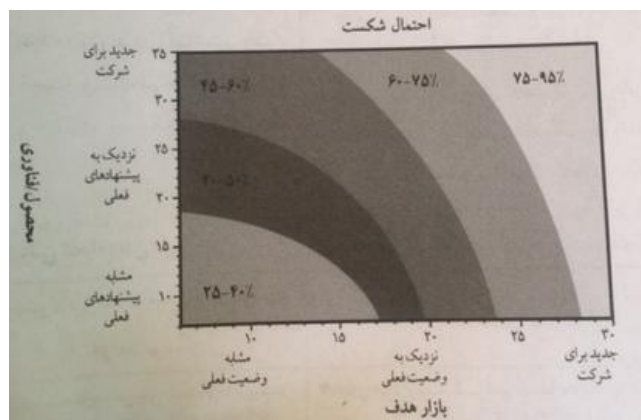 احتمال شکست
جدید برای
شرکت
نزدیک به
پیشنهادهای
فعلی
مشابه
پیشنهادهای
فعلی
محصول/فناوری
۳۵
۳۰
۲۵
۲۰
۱۵
۱۰
۴۵-۶۰٪
۶۰-۷۵٪
۷۵-۹۵٪
۲۵-۴۰٪
۱۰
۱۵
۲۰
۲۵
۳۰
مشابه
وضعیت فعلی
نزدیک به
وضعیت فعلی
جدید برای
شرکت
بازار هدف